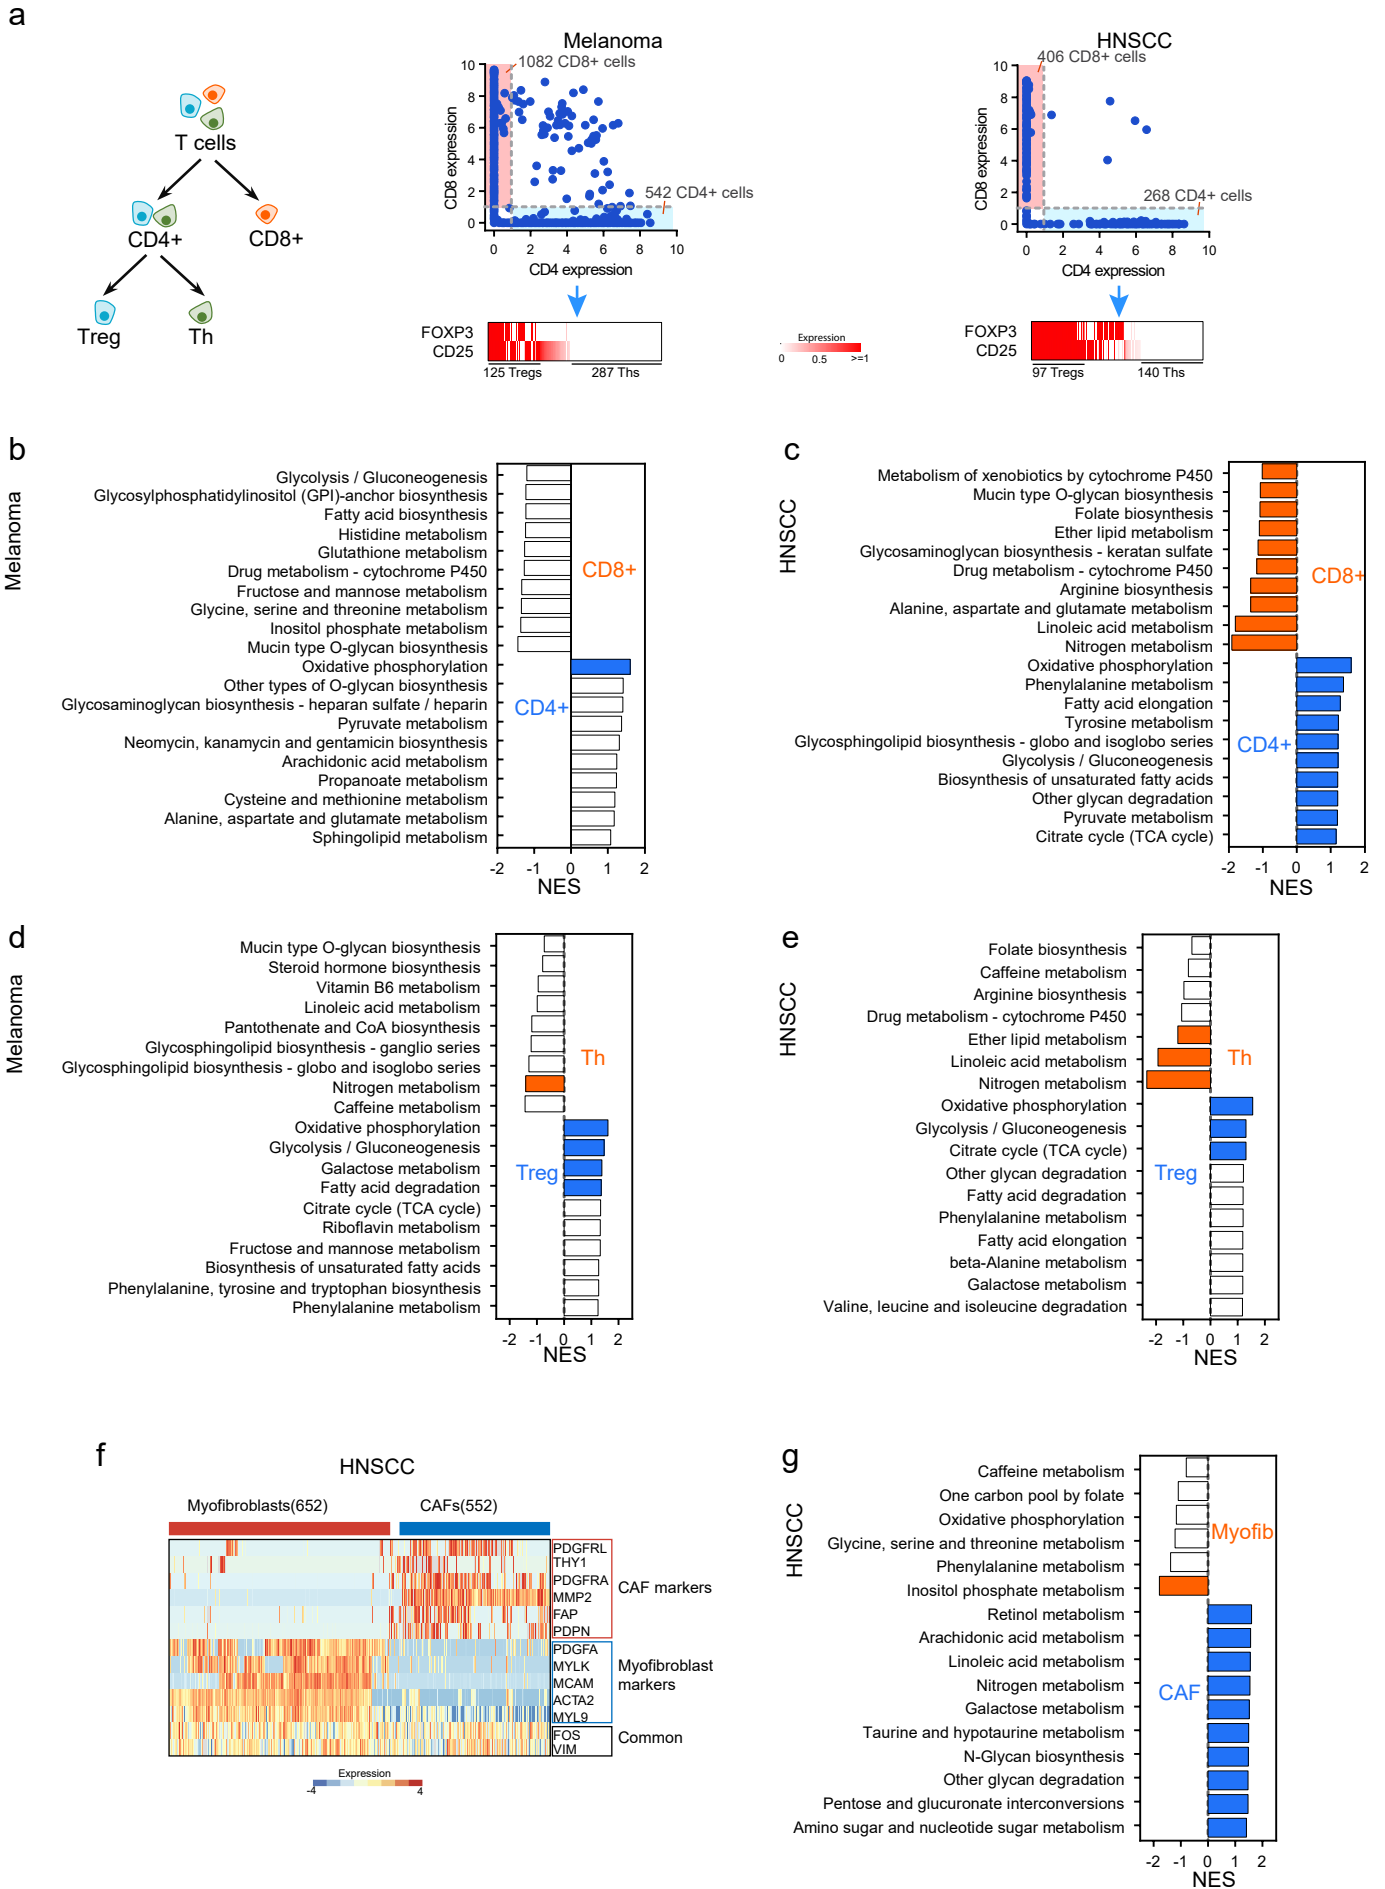 a
T cells
CD4+
CD8+
Treg
Th
Melanoma
1082 CD8+ cells
542 CD4+ cells
CD8 expression
10
8
6
4
2
0
0 2 4 6 8 10
CD4 expression
FOXP3
CD25
125 Tregs
287 Ths
Expression
0 0.5 >=1
HNSCC
406 CD8+ cells
268 CD4+ cells
CD8 expression
10
8
6
4
2
0
0 2 4 6 8 10
CD4 expression
FOXP3
CD25
97 Tregs
140 Ths
b
Melanoma
Glycolysis / Gluconeogenesis
Glycosylphosphatidylinositol (GPI)-anchor biosynthesis
Fatty acid biosynthesis
Histidine metabolism
Glutathione metabolism
Drug metabolism - cytochrome P450
Fructose and mannose metabolism
Glycine, serine and threonine metabolism
Inositol phosphate metabolism
Mucin type O-glycan biosynthesis
Oxidative phosphorylation
Other types of O-glycan biosynthesis
Glycosaminoglycan biosynthesis - heparan sulfate / heparin
Pyruvate metabolism
Neomycin, kanamycin and gentamicin biosynthesis
Arachidonic acid metabolism
Propanoate metabolism
Cysteine and methionine metabolism
Alanine, aspartate and glutamate metabolism
Sphingolipid metabolism
CD8+
CD4+
-2 -1 0 1 2
NES
c
HNSCC
Metabolism of xenobiotics by cytochrome P450
Mucin type O-glycan biosynthesis
Folate biosynthesis
Ether lipid metabolism
Glycosaminoglycan biosynthesis - keratan sulfate
Drug metabolism - cytochrome P450
Arginine biosynthesis
Alanine, aspartate and glutamate metabolism
Linoleic acid metabolism
Nitrogen metabolism
Oxidative phosphorylation
Phenylalanine metabolism
Fatty acid elongation
Tyrosine metabolism
Glycosphingolipid biosynthesis - globo and isoglobo series
Glycolysis / Gluconeogenesis
Biosynthesis of unsaturated fatty acids
Other glycan degradation
Pyruvate metabolism
Citrate cycle (TCA cycle)
CD8+
CD4+
-2 -1 0 1 2
NES
d
Melanoma
Mucin type O-glycan biosynthesis
Steroid hormone biosynthesis
Vitamin B6 metabolism
Linoleic acid metabolism
Pantothenate and CoA biosynthesis
Glycosphingolipid biosynthesis - ganglio series
Glycosphingolipid biosynthesis - globo and isoglobo series
Nitrogen metabolism
Caffeine metabolism
Oxidative phosphorylation
Glycolysis / Gluconeogenesis
Galactose metabolism
Fatty acid degradation
Citrate cycle (TCA cycle)
Riboflavin metabolism
Fructose and mannose metabolism
Biosynthesis of unsaturated fatty acids
Phenylalanine, tyrosine and tryptophan biosynthesis
Phenylalanine metabolism
Th
Treg
-2 -1 0 1 2
NES
e
HNSCC
Folate biosynthesis
Caffeine metabolism
Arginine biosynthesis
Drug metabolism - cytochrome P450
Ether lipid metabolism
Linoleic acid metabolism
Nitrogen metabolism
Oxidative phosphorylation
Glycolysis / Gluconeogenesis
Citrate cycle (TCA cycle)
Other glycan degradation
Fatty acid degradation
Phenylalanine metabolism
Fatty acid elongation
beta-Alanine metabolism
Galactose metabolism
Valine, leucine and isoleucine degradation
Th
Treg
-2 -1 0 1 2
NES
f
HNSCC
Myofibroblasts(652)
CAFs(552)
PDGFRL
THY1
PDGFRA
MMP2
FAP
PDPN
CAF markers
PDGFA
MYLK
MCAM
ACTA2
MYL9
Myofibroblast
markers
FOS
VIM
Common
Expression
-4 4
g
HNSCC
Caffeine metabolism
One carbon pool by folate
Oxidative phosphorylation
Glycine, serine and threonine metabolism
Phenylalanine metabolism
Inositol phosphate metabolism
Retinol metabolism
Arachidonic acid metabolism
Linoleic acid metabolism
Nitrogen metabolism
Galactose metabolism
Taurine and hypotaurine metabolism
N-Glycan biosynthesis
Other glycan degradation
Pentose and glucuronate interconversions
Amino sugar and nucleotide sugar metabolism
Myofib
CAF
-2 -1 0 1 2
NES